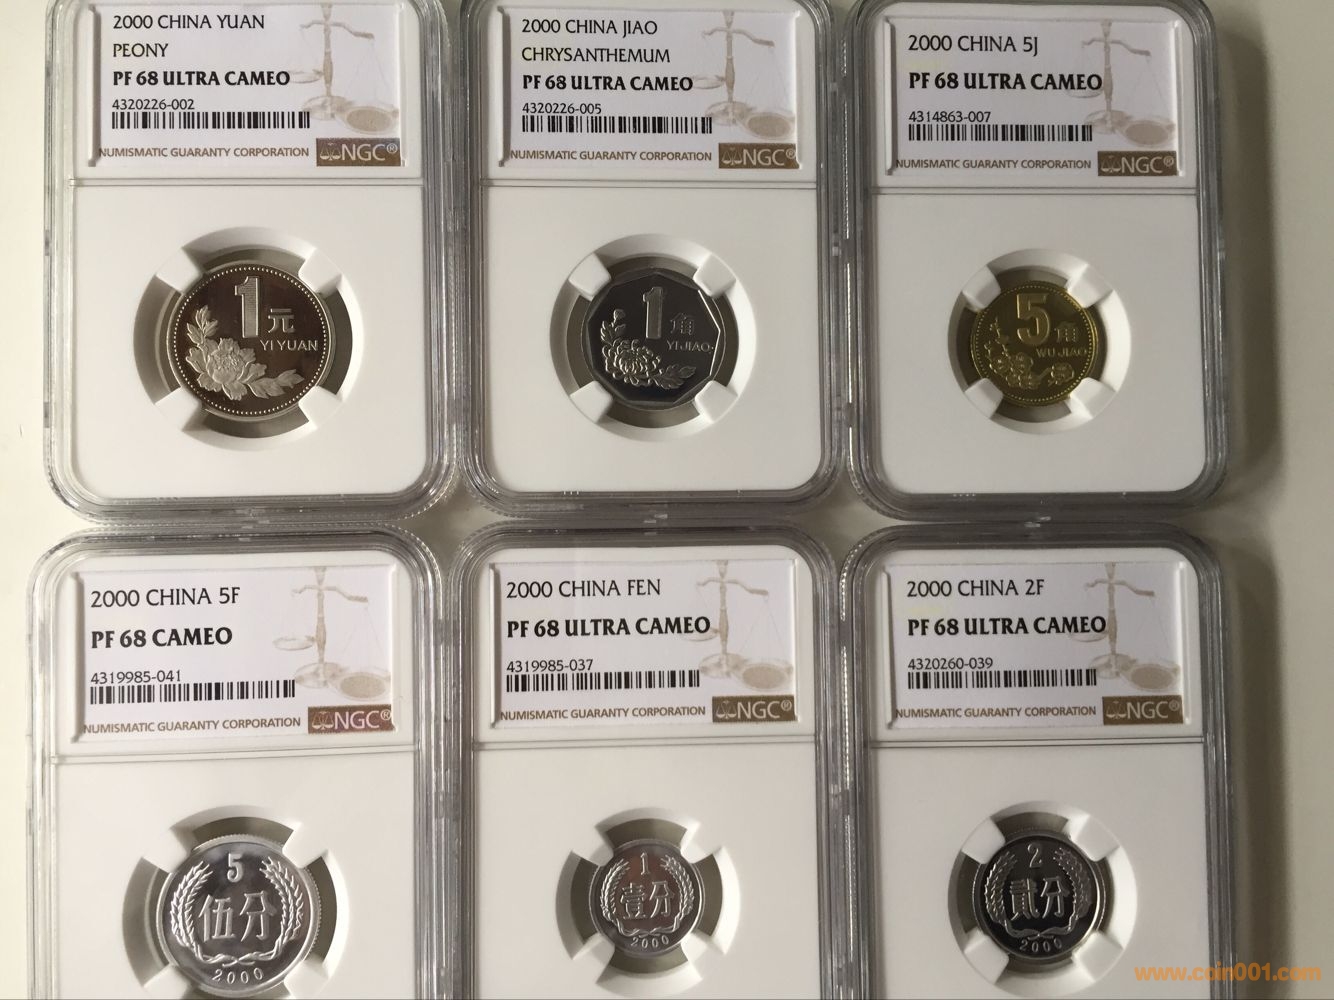 2000 CHINA YUAN
PEONY
PF 68 ULTRA CAMEO
4320226-002
NUMISMATIC GUARANTY CORPORATION NGC®
1元
YI YUAN
2000 CHINA JIAO
CHRYSANTHEMUM
PF 68 ULTRA CAMEO
4320226-005
NUMISMATIC GUARANTY CORPORATION NGC®
1角
YI JIAO
2000 CHINA 5J
PF 68 ULTRA CAMEO
4314863-007
NUMISMATIC GUARANTY CORPORATION NGC®
5角
WU JIAO
2000 CHINA 5F
PF 68 CAMEO
4319985-041
NUMISMATIC GUARANTY CORPORATION NGC®
5
伍分
2000
2000 CHINA FEN
PF 68 ULTRA CAMEO
4319985-037
NUMISMATIC GUARANTY CORPORATION NGC®
1
壹分
2000
2000 CHINA 2F
PF 68 ULTRA CAMEO
4320260-039
NUMISMATIC GUARANTY CORPORATION NGC®
2
贰分
2000
www.coin001.com